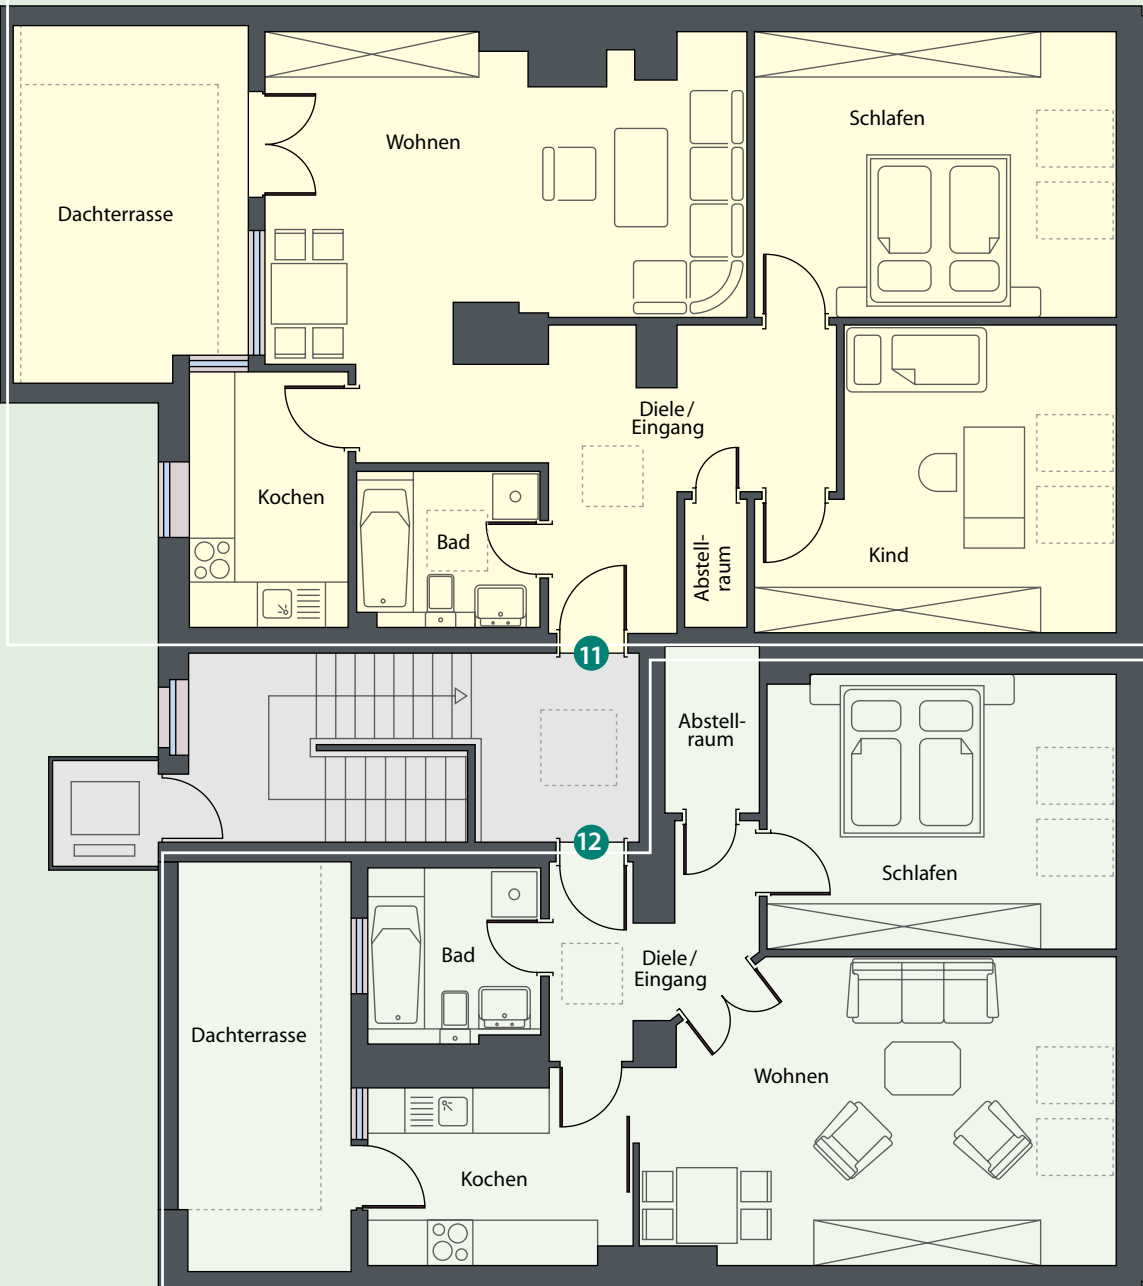 Wohnen
Schlafen
Dachterrasse
Diele /
Eingang
Kochen
Bad
Abstell-
raum
Kind
11
Abstell-
raum
12
Schlafen
Bad
Diele /
Eingang
Dachterrasse
Wohnen
Kochen